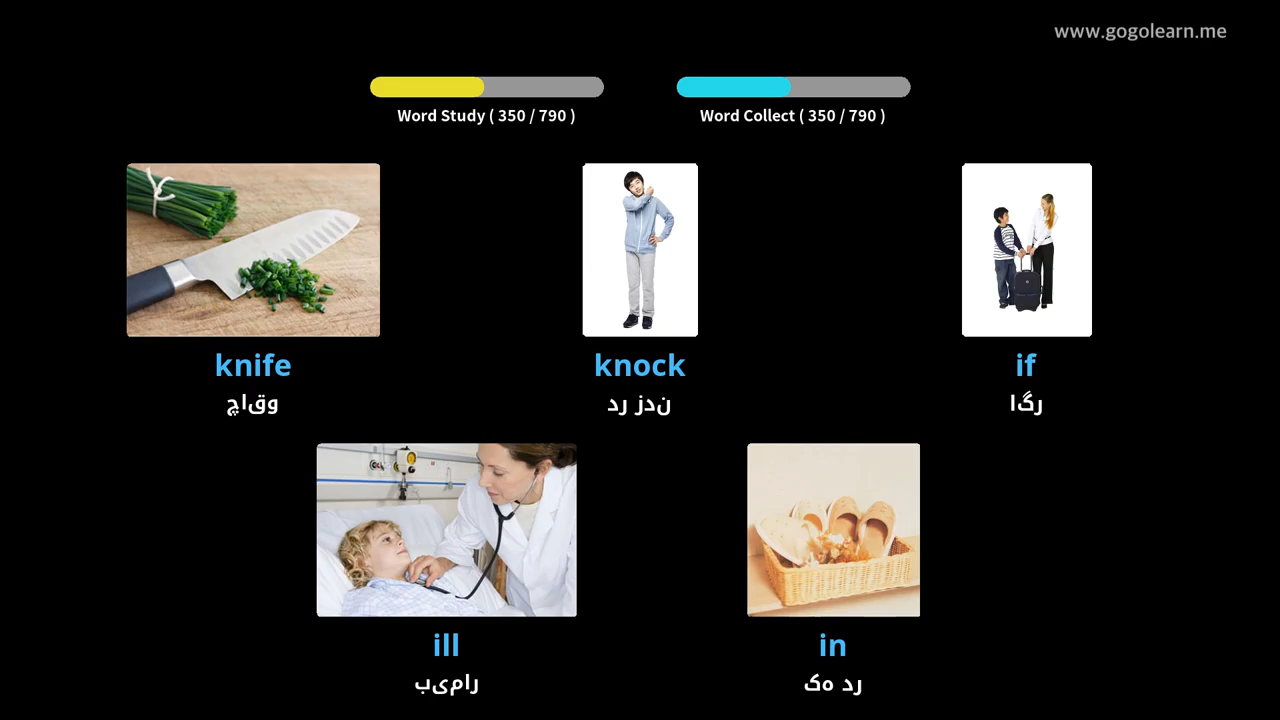 www.gogolearn.me
Word Study ( 350 / 790 )
Word Collect ( 350 / 790 )
knife
وقاچ
knock
ندز رد
if
رگا
ill
رامیب
in
رد هک